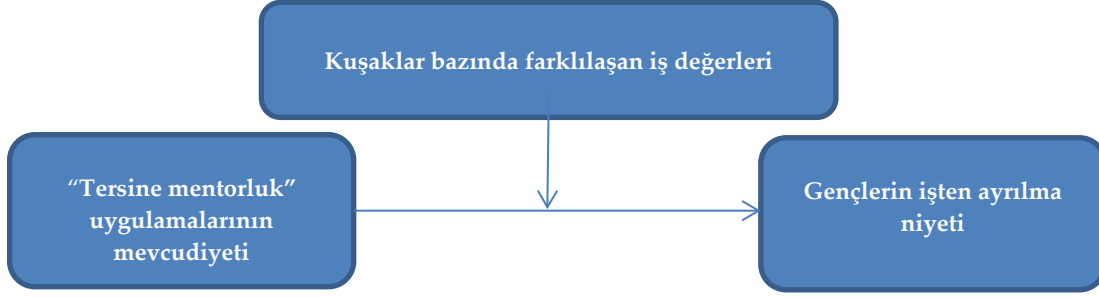 Kuşaklar bazında farklılaşan iş değerleri
“Tersine mentorluk”
uygulamalarının
mevcudiyeti
Gençlerin işten ayrılma
niyeti